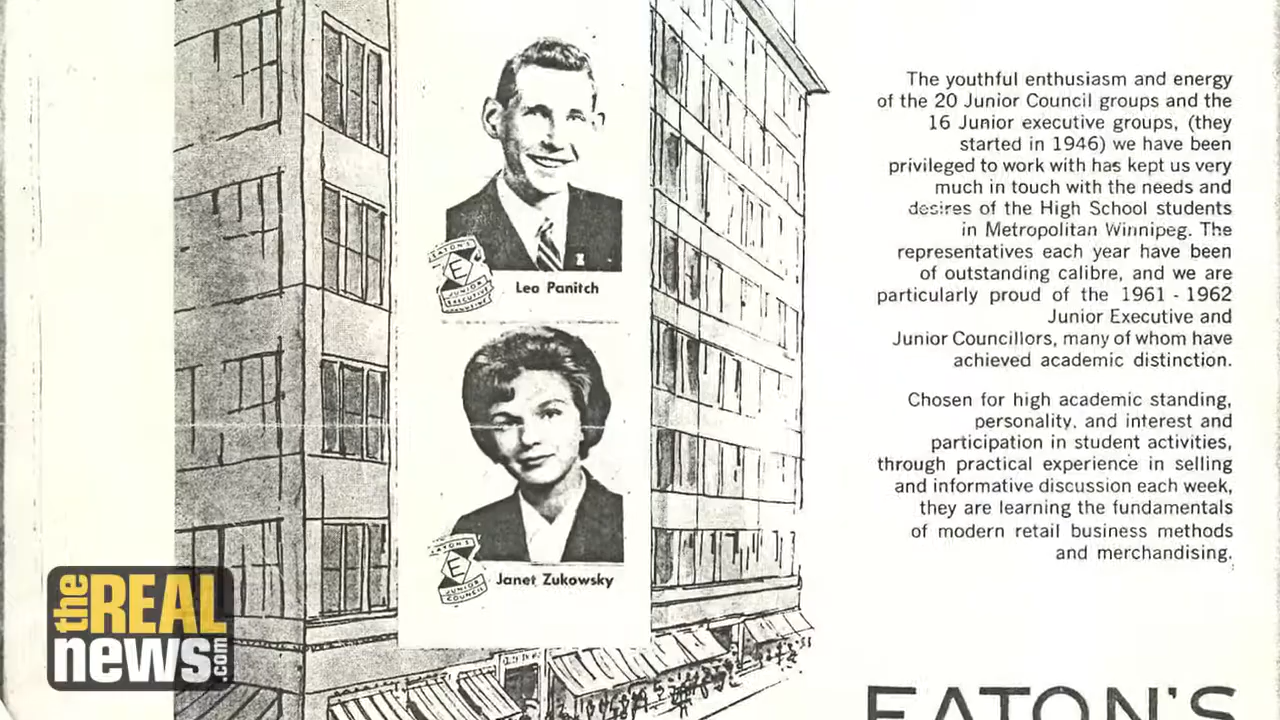 EATON'S
E
JUNIOR
EXECUTIVE
Leo Panitch
EATON'S
E
JUNIOR
COUNCIL
Janet Zukowsky
The youthful enthusiasm and energy
of the 20 Junior Council groups and the
16 Junior executive groups, (they
started in 1946) we have been
privileged to work with has kept us very
much in touch with the needs and
desires of the High School students
in Metropolitan Winnipeg. The
representatives each year have been
of outstanding calibre, and we are
particularly proud of the 1961 - 1962
Junior Executive and
Junior Councillors, many of whom have
achieved academic distinction.
Chosen for high academic standing,
personality, and interest and
participation in student activities,
through practical experience in selling
and informative discussion each week,
they are learning the fundamentals
of modern retail business methods
and merchandising.
EATON'S
the
REAL
news.com